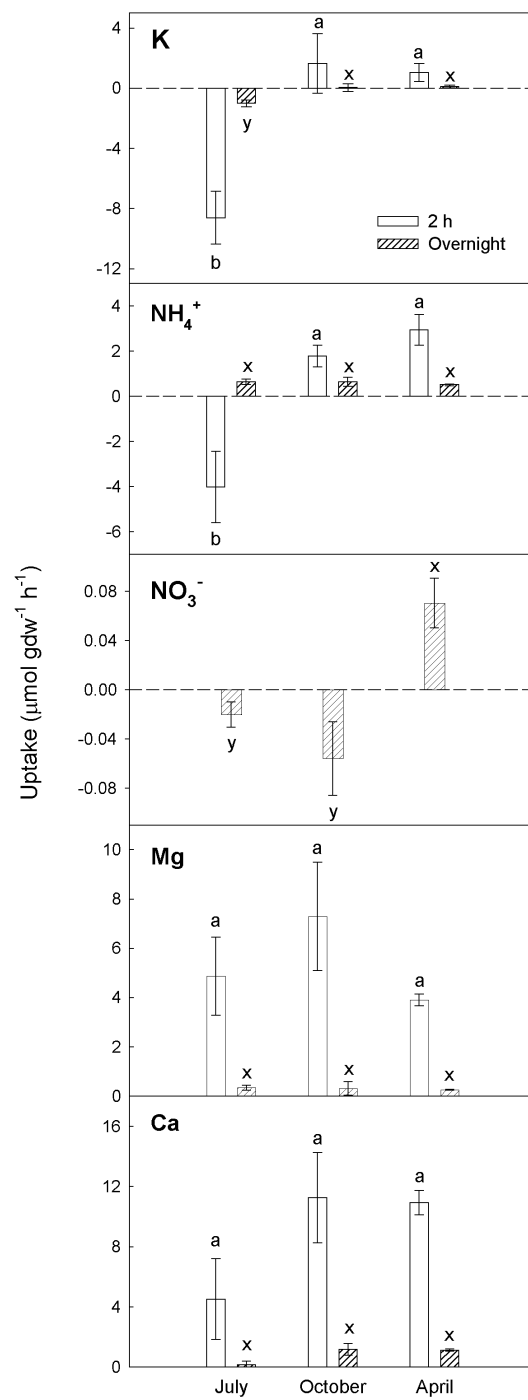 4
K
a
a
x
x
0
y
-4
2 h
Overnight
-8
b
-12
NH₄⁺
4
a
a
2
x
x
x
0
-2
-4
-6
b
NO₃⁻
x
0.08
0.04
0.00
y
-0.04
-0.08
y
Uptake (μmol gdw⁻¹ h⁻¹)
10
Mg
a
8
a
6
a
4
2
x
x
x
0
16
Ca
a
a
12
a
8
4
x
x
x
0
July October April